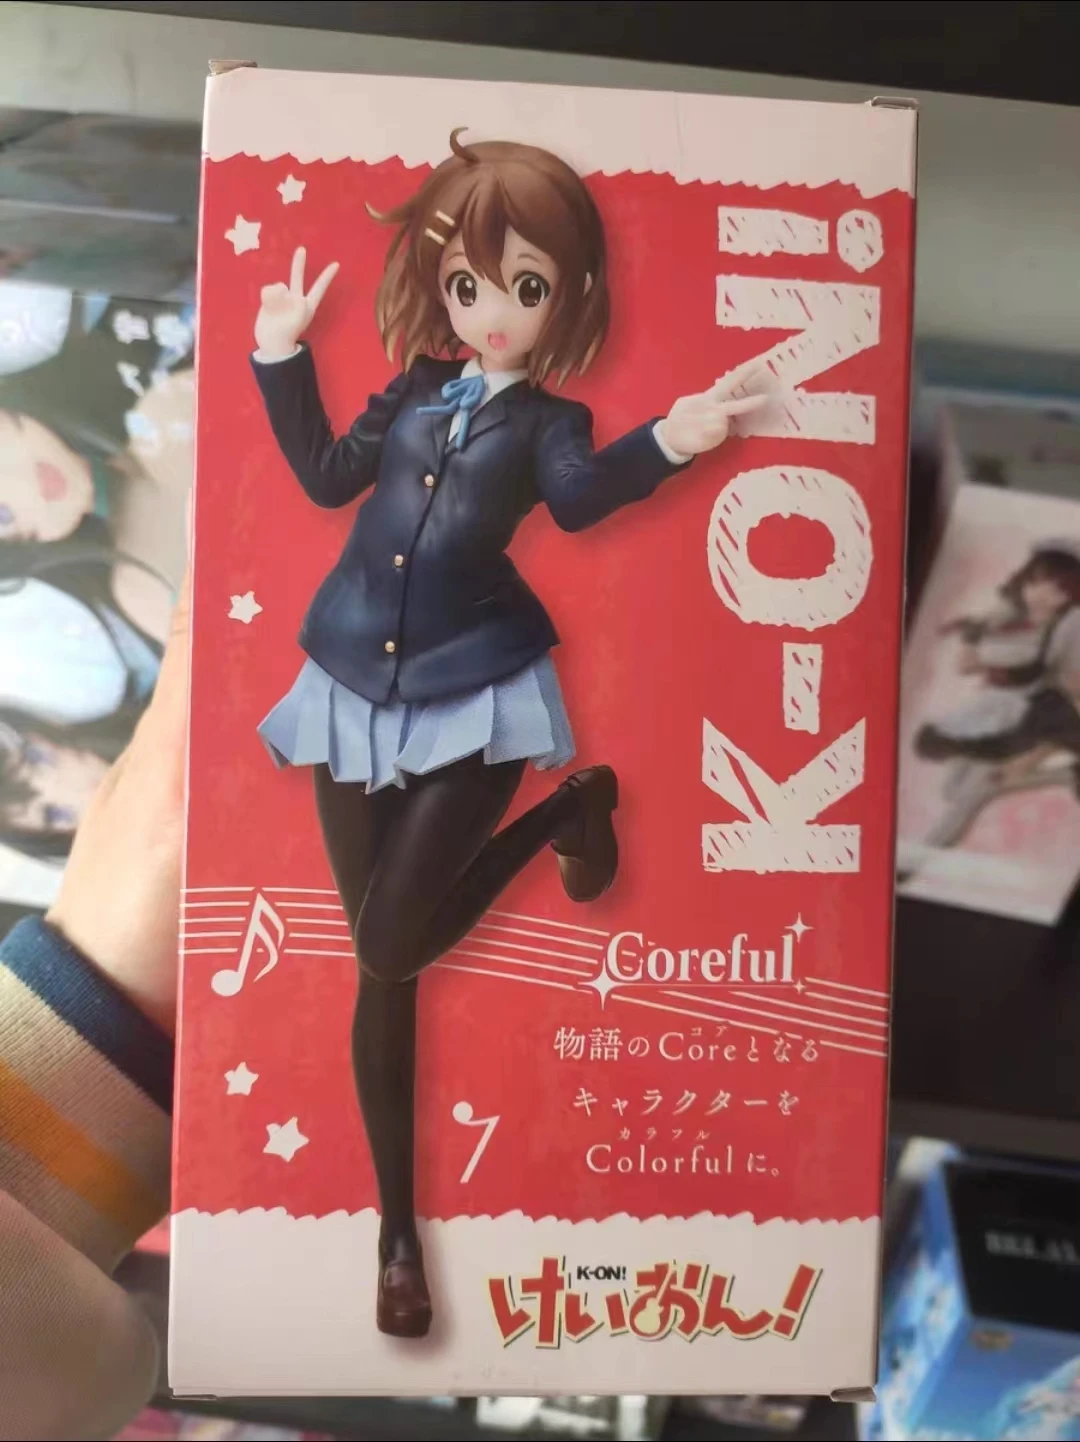 K-ON!
Coreful
コア
物語のCoreとなる
キャラクターを
カラフル
Colorfulに。
K-ON!
けいおん!